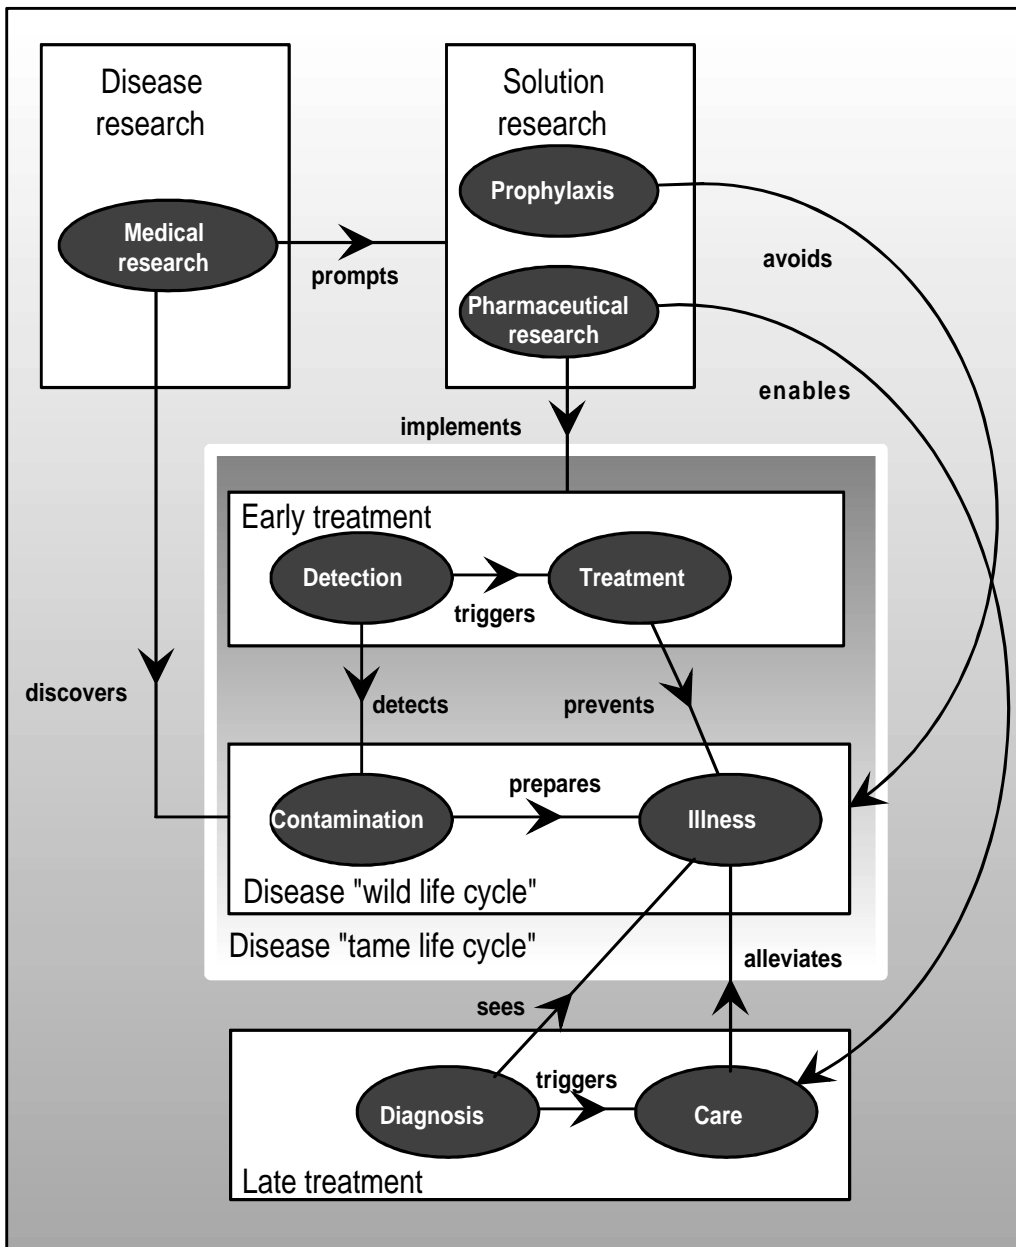 Disease
research
Medical
research
prompts
Solution
research
Prophylaxis
Pharmaceutical
research
avoids
enables
implements
discovers
Early treatment
Detection
triggers
Treatment
detects
prevents
Contamination
prepares
Illness
Disease "wild life cycle"
Disease "tame life cycle"
alleviates
sees
Diagnosis
triggers
Care
Late treatment